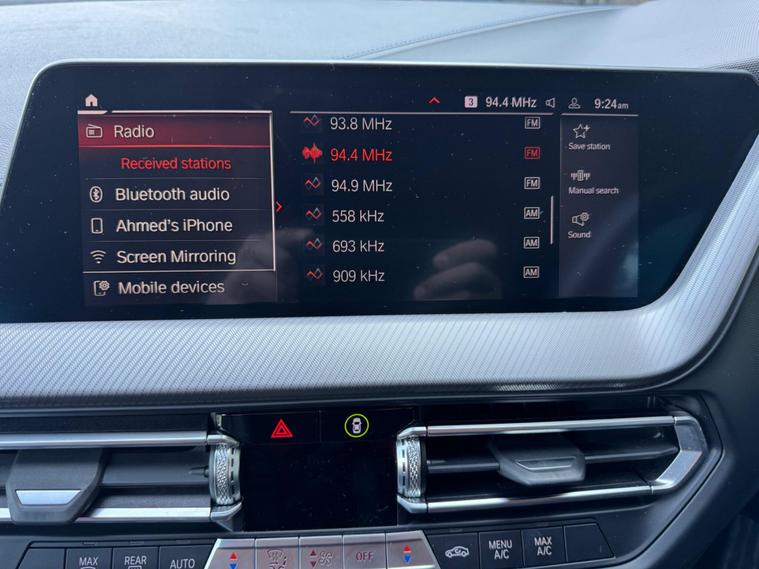 3 94.4 MHz 9:24am
Radio
Received stations
Bluetooth audio
Ahmed's iPhone
Screen Mirroring
Mobile devices
93.8 MHz FM
94.4 MHz FM
94.9 MHz FM
558 kHz AM
693 kHz AM
909 kHz AM
Save station
Manual search
Sound
MAX
REAR
AUTO
OFF
MENU
A/C
MAX
A/C